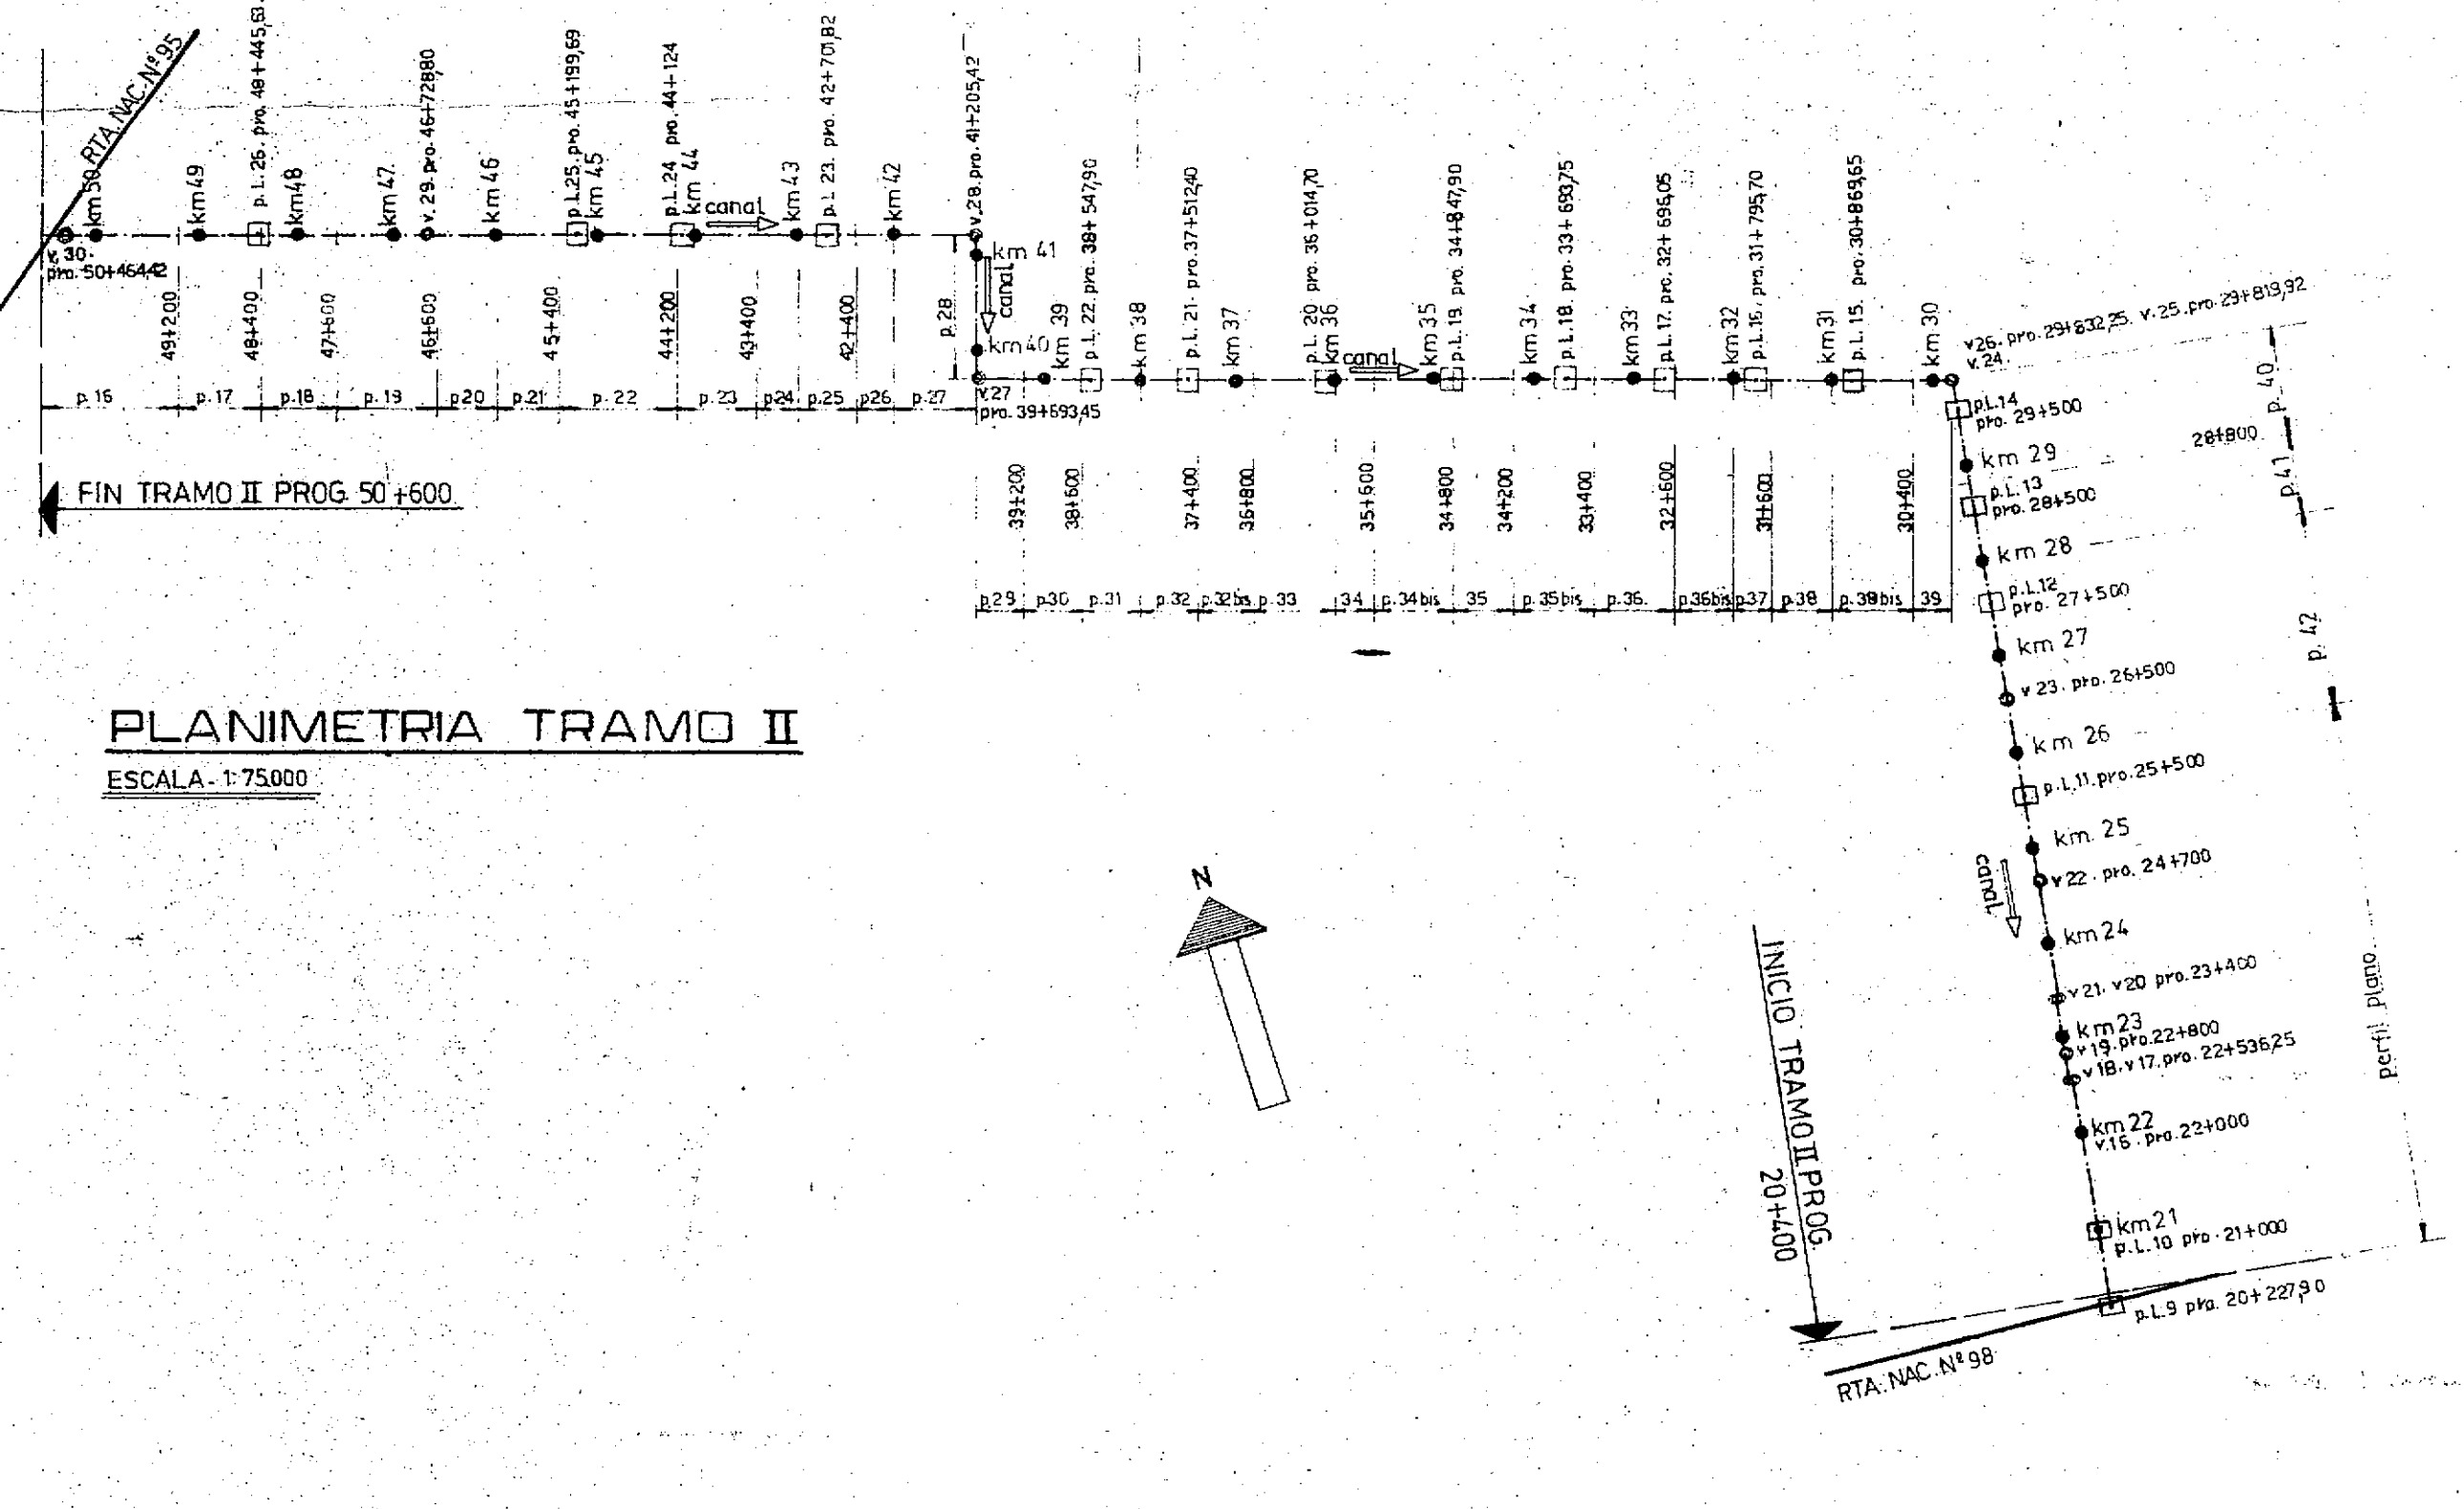 RTA. NAC. Nº 95
km 50
km 49
p.L.26. pro. 48+445,63.
km 48
km 47.
v. 29. pro. 46+728,80
km 46
p.L.25. pro. 45+199,69
km 45
p.L.24 pro. 44+124
km 44
canal
km 43
p.L 23. pro. 42+701,82
km 42
v.28. pro. 41+205,42
v. 30.
pro. 50+464,42
km 41
canal
km 40
p. 28
49+200
48+400
47+600
46+600
45+400
44+200
43+400
42+400
p. 16
p. 17
p.18
p. 19
p20
p.21
p. 22
p. 23
p24
p.25
p26
p. 27
v.27
pro. 39+693,45
km 39
p.L. 22. pro. 38+547,90
km 38
p.L. 21. pro. 37+512,40
km 37
p.L. 20 pro. 36+014,70
km 36
canal
km 35
p.L.19. pro. 34+847,90
km 34
p.L.18. pro. 33+693,75
km 33
p.L. 17. pro. 32+696,05
km 32
p.L.16. pro. 31+795,70
km 31
p.L. 15. pro. 30+869,65
km 30
v26. pro. 29+832,25. v.25. pro. 29+819,92
v. 24.
39+200
38+600
37+400
36+800
35+600
34+800
34+200
33+400
32+600
31+600
30+400
p.29
p.30
p.31
p.32
p.32bis
p.33
34
p.34bis
35
p.35bis
p.36.
p.36bis
p.37
p.38
p.38bis
39
FIN TRAMO II PROG. 50+600
PLANIMETRIA TRAMO II
ESCALA - 1:75.000
N
p.L.14
pro. 29+500
p. 40
28+800
km 29
p.L.13
pro. 28+500
p.41
km 28
p.L.12
pro. 27+500
p. 42
km 27
v 23. pro. 26+500
km 26
p.L.11. pro. 25+500
km. 25
v 22. pro. 24+700
canal.
km 24
v 21. v20 pro. 23+400
km 23
v 19. pro. 22+800
v 18. v 17. pro. 22+536,25
km 22
v.16. pro. 22+000
km 21
p.L.10 pro. 21+000
p.L.9 pro. 20+227,90
perfil plano
INICIO TRAMO II PROG.
20+400
RTA. NAC. Nº 98